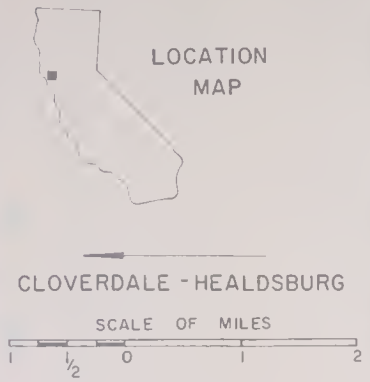 LOCATION
MAP
CLOVERDALE - HEALDSBURG
SCALE OF MILES
1 1/2 0 1 2